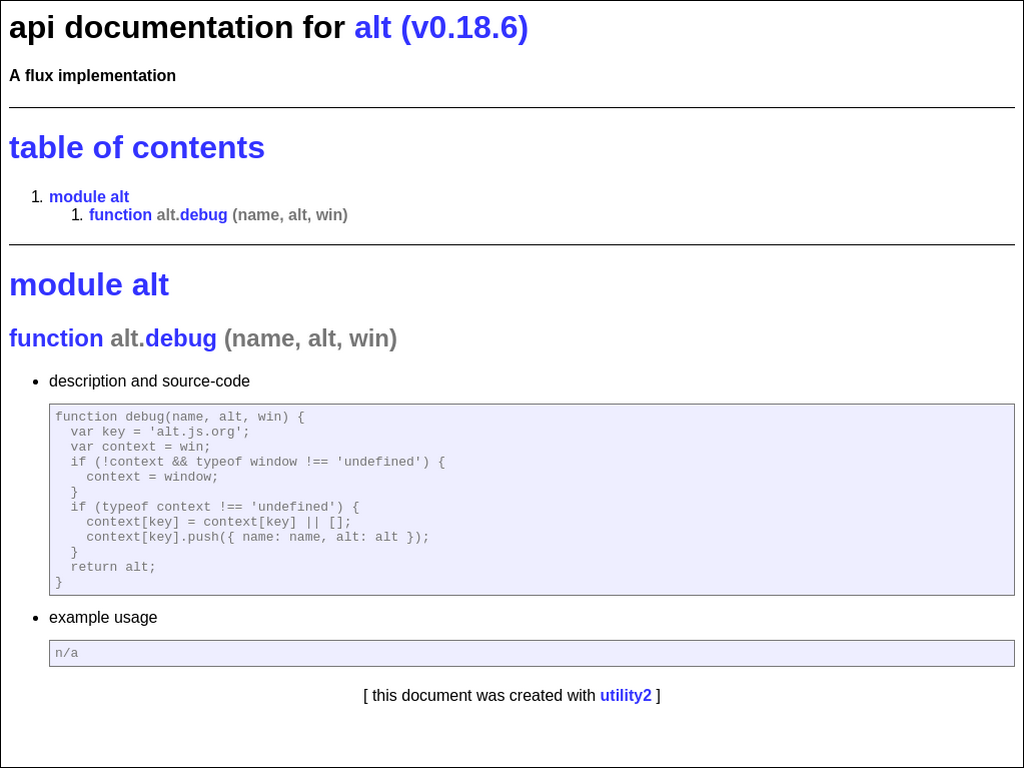 api documentation for alt (v0.18.6)
A flux implementation
table of contents
1. module alt
1. function alt.debug (name, alt, win)
module alt
function alt.debug (name, alt, win)
• description and source-code
function debug(name, alt, win) {
  var key = 'alt.js.org';
  var context = win;
  if (!context && typeof window !== 'undefined') {
    context = window;
  }
  if (typeof context !== 'undefined') {
    context[key] = context[key] || [];
    context[key].push({ name: name, alt: alt });
  }
  return alt;
}
• example usage
n/a
[ this document was created with utility2 ]